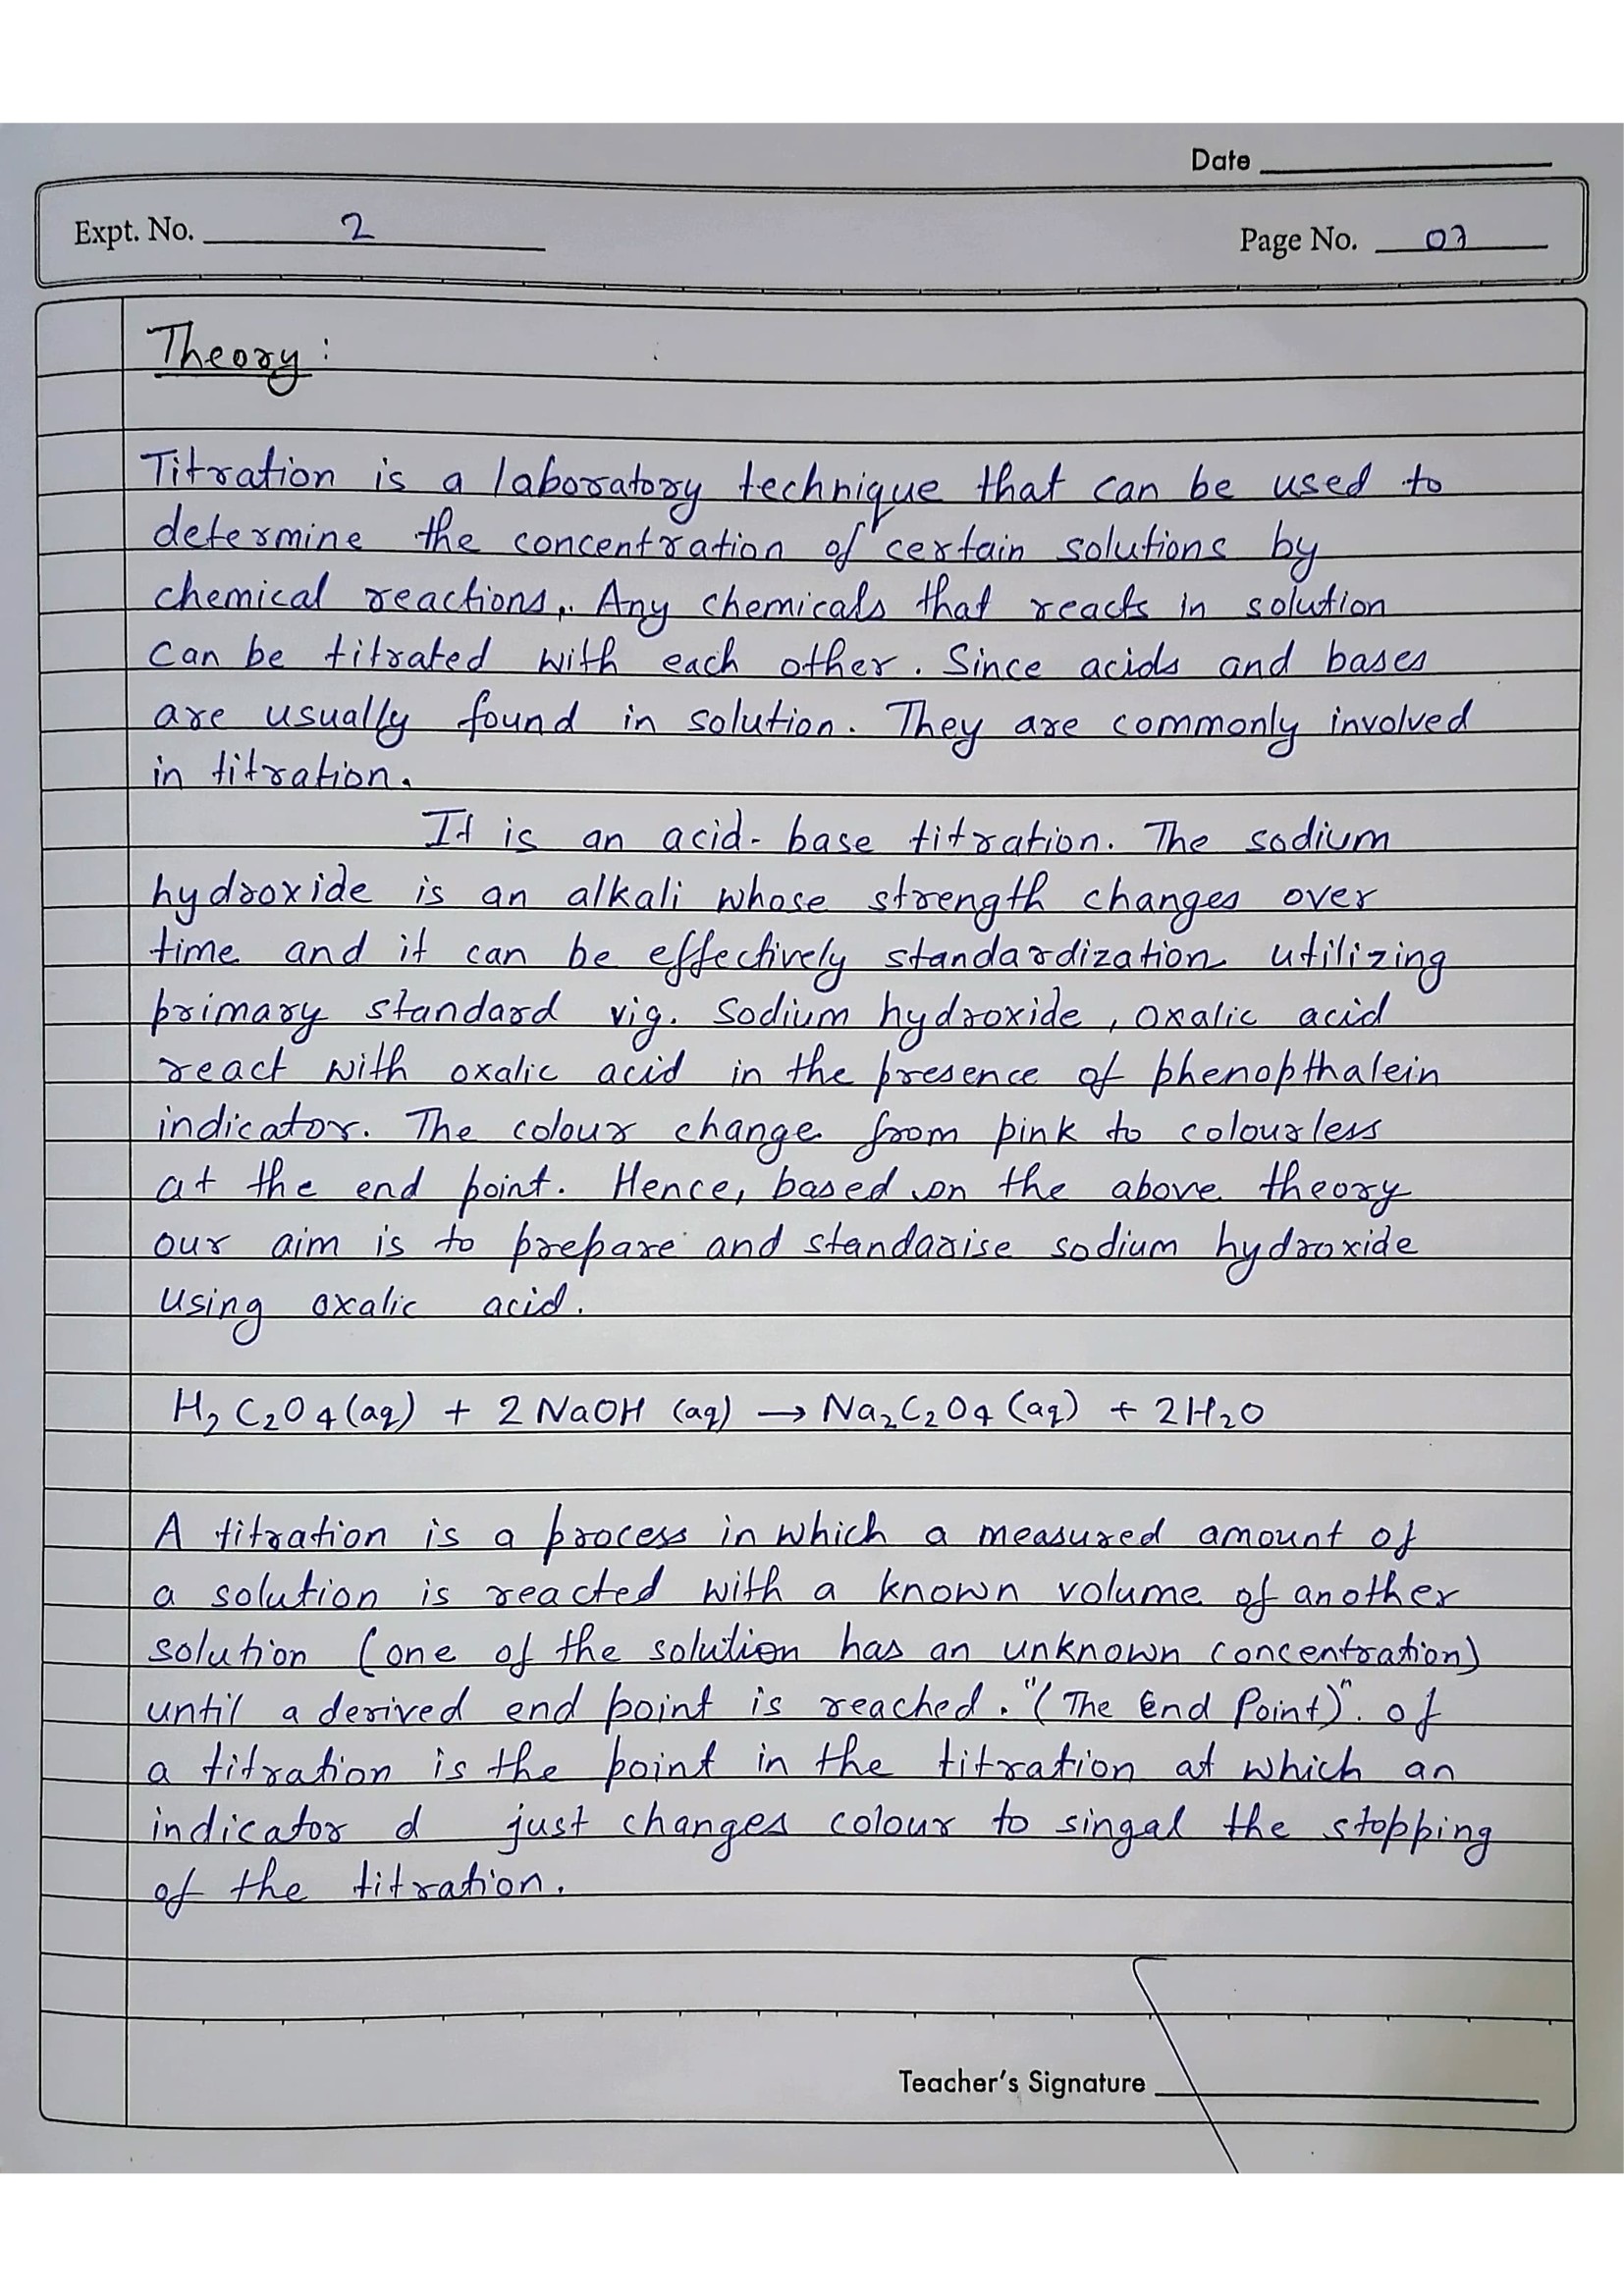 Date
Expt. No. 2
Page No. 07
Theory :
Titration is a laboratory technique that can be used to
determine the concentration of certain solutions by
chemical reactions,. Any chemicals that reacts in solution
can be titrated with each other. Since acids and bases
are usually found in solution. They are commonly involved
in titration.
It is an acid-base titration. The sodium
hydroxide is an alkali whose strength changes over
time and it can be effectively standardization utilizing
primary standard vig. Sodium hydroxide, oxalic acid
react with oxalic acid in the presence of phenopthalein
indicator. The colour change from pink to colourless
at the end point. Hence, based on the above theory
our aim is to prepare and standarise sodium hydroxide
using oxalic acid.
H₂C₂O₄(aq) + 2NaOH (aq) → Na₂C₂O₄ (aq) + 2H₂O
A titration is a process in which a measured amount of
a solution is reacted with a known volume of another
solution (one of the solution has an unknown concentration)
until a derived end point is reached. "(The End Point)". of
a titration is the point in the titration at which an
indicator d just changes colour to singal the stopping
of the titration.
Teacher's Signature